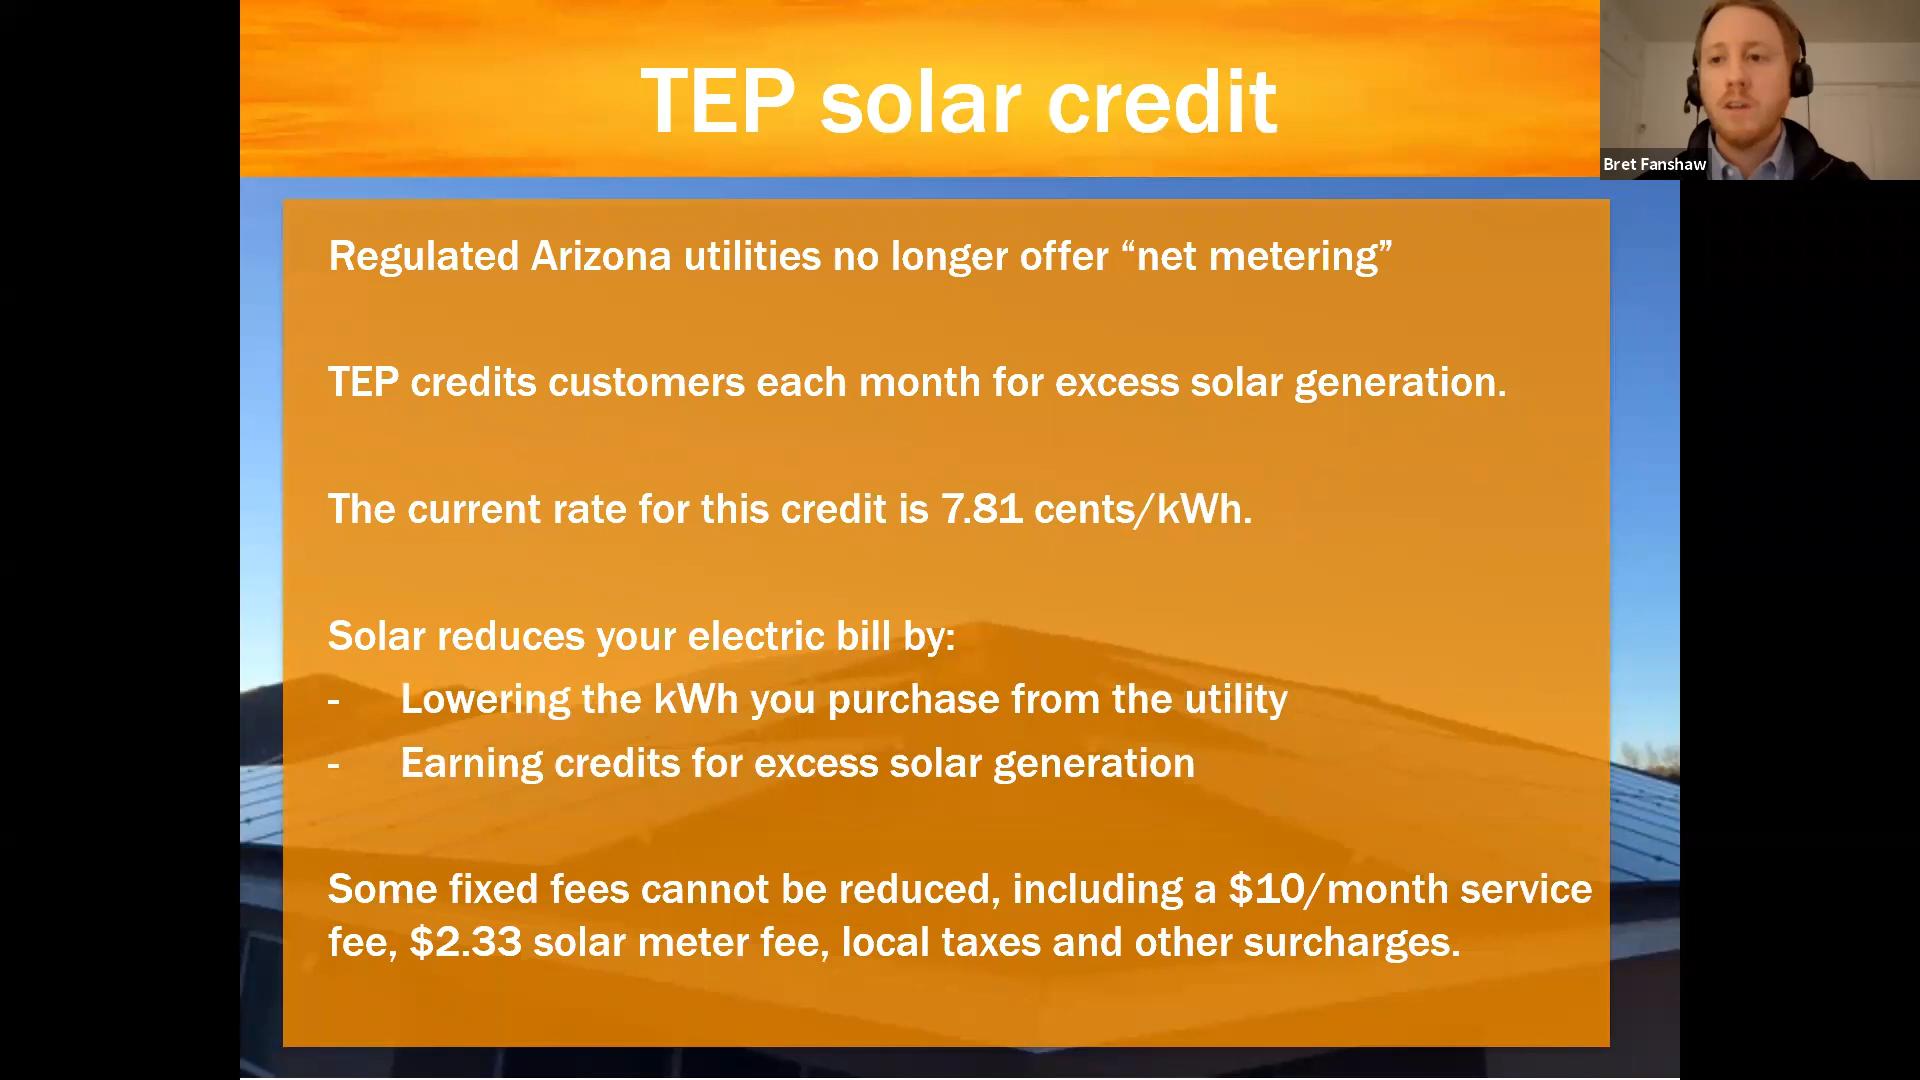 TEP solar credit
Bret Fanshaw
Regulated Arizona utilities no longer offer “net metering”
TEP credits customers each month for excess solar generation.
The current rate for this credit is 7.81 cents/kWh.
Solar reduces your electric bill by:
- Lowering the kWh you purchase from the utility
- Earning credits for excess solar generation
Some fixed fees cannot be reduced, including a $10/month service
fee, $2.33 solar meter fee, local taxes and other surcharges.